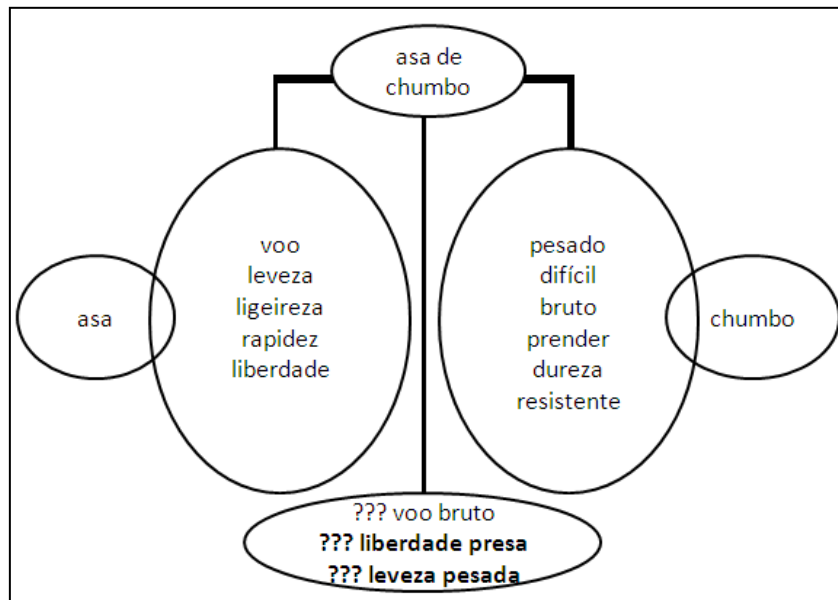 asa de
chumbo
voo
leveza
ligeireza
rapidez
liberdade
pesado
difícil
bruto
prender
dureza
resistente
asa
chumbo
??? voo bruto
??? liberdade presa
??? leveza pesada